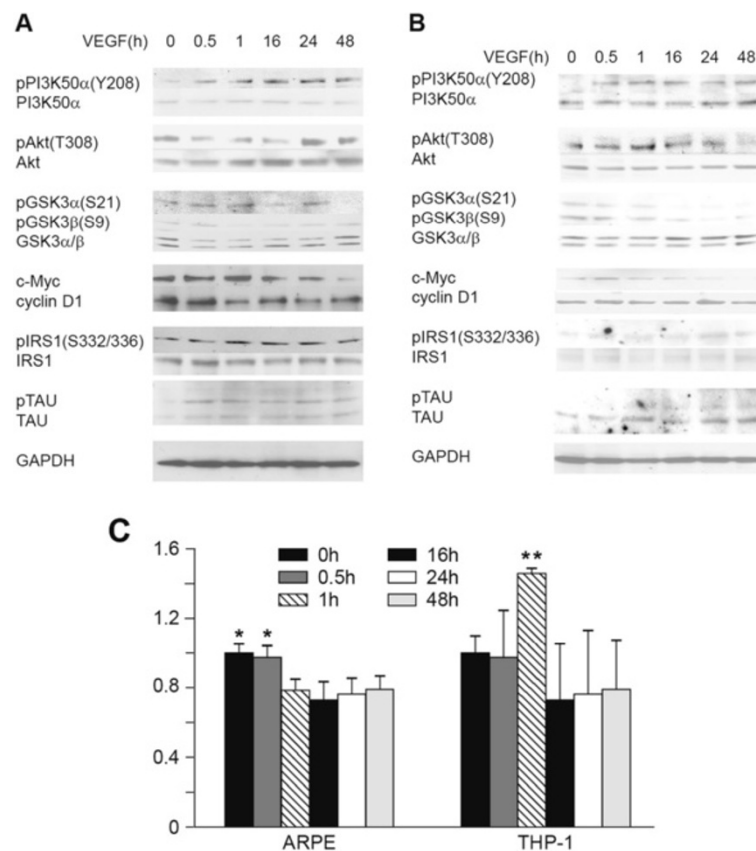 A
VEGF(h) 0 0.5 1 16 24 48
pPI3K50α(Y208)
PI3K50α
pAkt(T308)
Akt
pGSK3α(S21)
pGSK3β(S9)
GSK3α/β
c-Myc
cyclin D1
pIRS1(S332/336)
IRS1
pTAU
TAU
GAPDH
B
VEGF(h) 0 0.5 1 16 24 48
pPI3K50α(Y208)
PI3K50α
pAkt(T308)
Akt
pGSK3α(S21)
pGSK3β(S9)
GSK3α/β
c-Myc
cyclin D1
pIRS1(S332/336)
IRS1
pTAU
TAU
GAPDH
C
1.6
1.2
0.8
0.4
0
0h 16h
0.5h 24h
1h 48h
* * **
ARPE THP-1